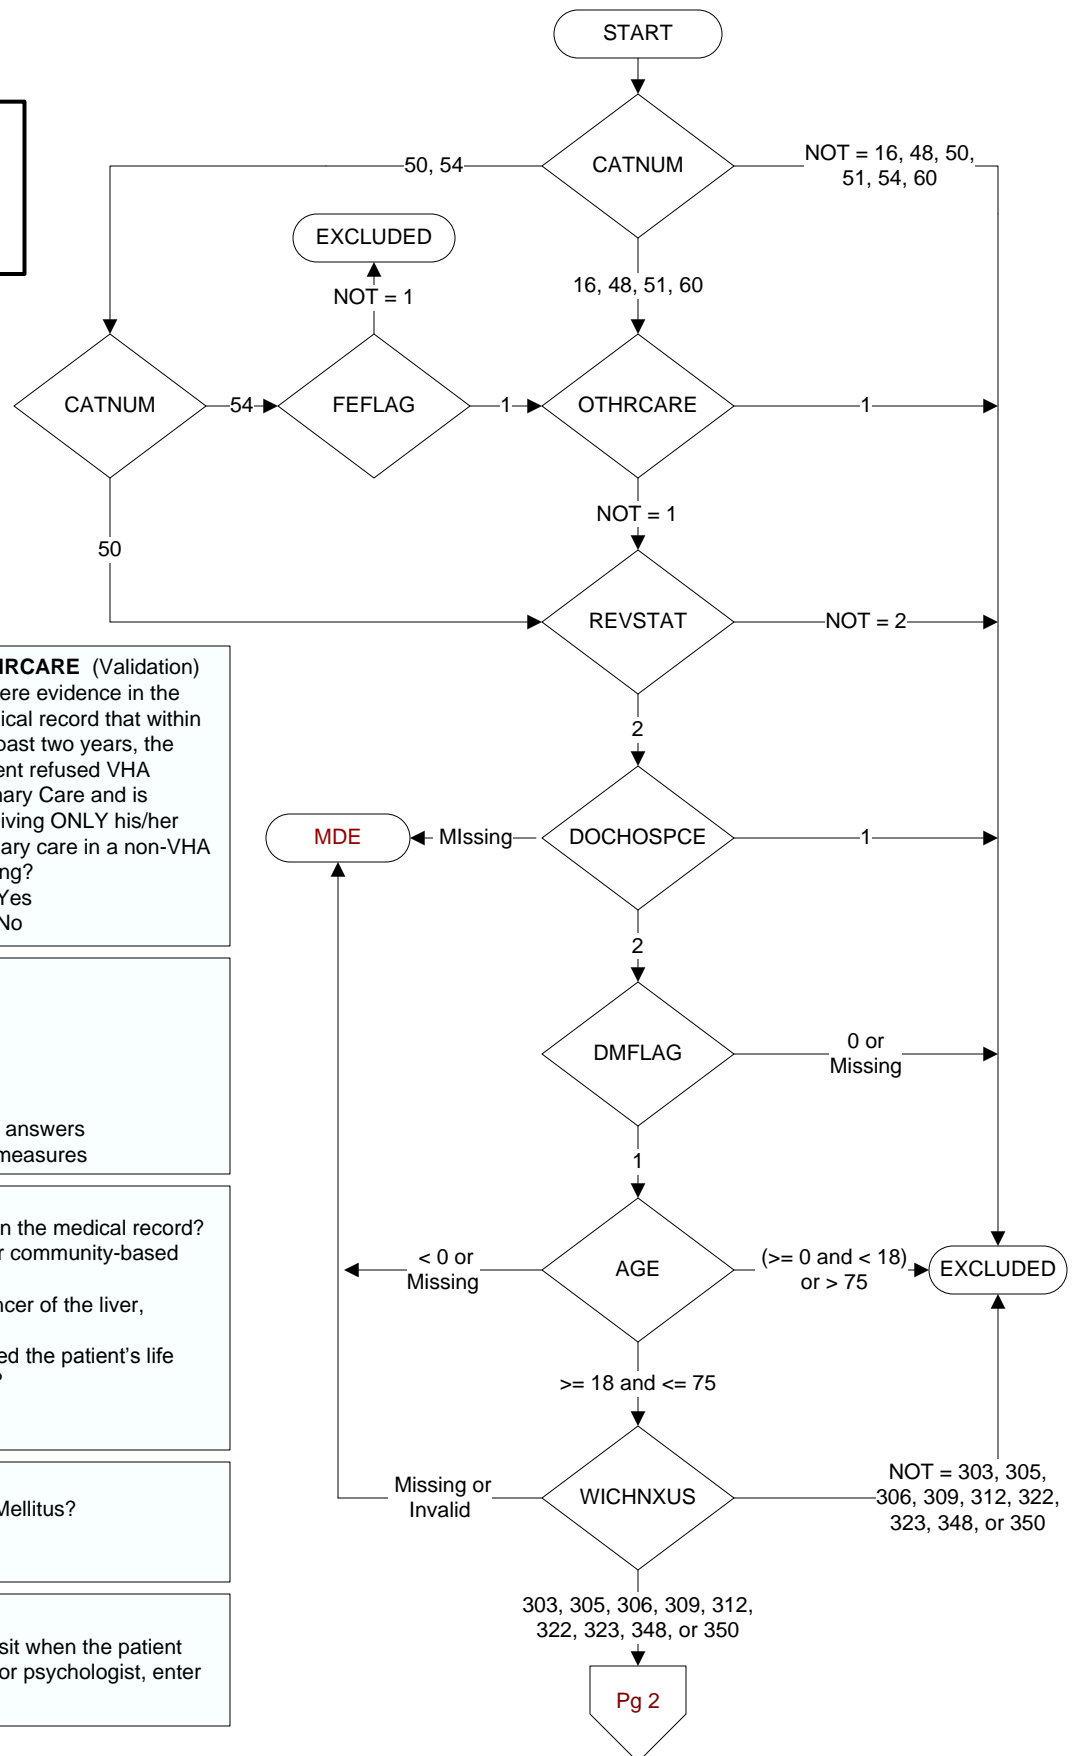 START
CATNUM
50, 54
NOT = 16, 48, 50,
51, 54, 60
EXCLUDED
NOT = 1
16, 48, 51, 60
CATNUM
54
FEFLAG
1
OTHRCARE
1
NOT = 1
50
REVSTAT
NOT = 2
2
MDE
MIssing
DOCHOSPCE
1
2
DMFLAG
0 or
Missing
1
< 0 or
Missing
AGE
(>= 0 and < 18)
or > 75
EXCLUDED
>= 18 and <= 75
Missing or
Invalid
WICHNXUS
NOT = 303, 305,
306, 309, 312, 322,
323, 348, or 350
303, 305, 306, 309, 312,
322, 323, 348, or 350
Pg 2
HRCARE (Validation)
ere evidence in the
ical record that within
past two years, the
ent refused VHA
nary Care and is
iving ONLY his/her
ary care in a non-VHA
ng?
Yes
No
answers
measures
n the medical record?
r community-based
ncer of the liver,
ed the patient's life
?
Mellitus?
sit when the patient
or psychologist, enter